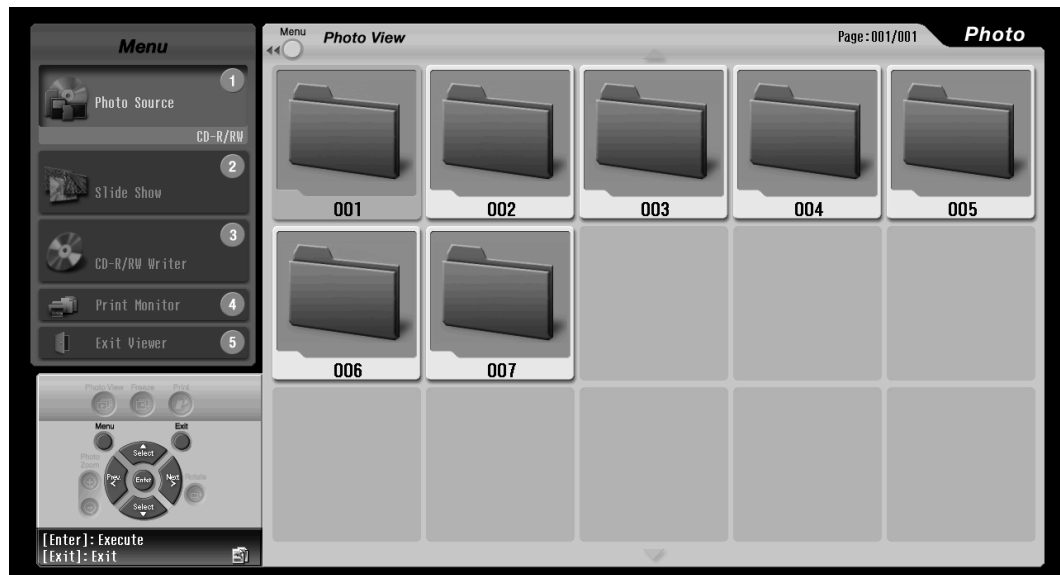 Menu
1
Photo Source
CD-R/RW
2
Slide Show
3
CD-R/RW Writer
Print Monitor 4
Exit Viewer 5
Photo View Freeze Print
Menu Exit
Photo
Zoom
Select
Prev. Enter Next
Rotate
Select
[Enter]: Execute
[Exit]: Exit
Menu
Photo View
Page:001/001
Photo
001 002 003 004 005
006 007